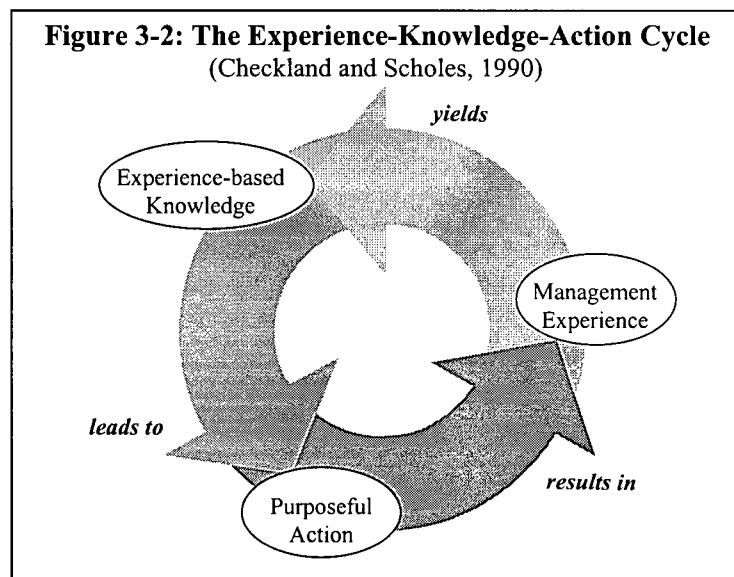 Figure 3-2: The Experience-Knowledge-Action Cycle
(Checkland and Scholes, 1990)
yields
Experience-based
Knowledge
Management
Experience
leads to
results in
Purposeful
Action